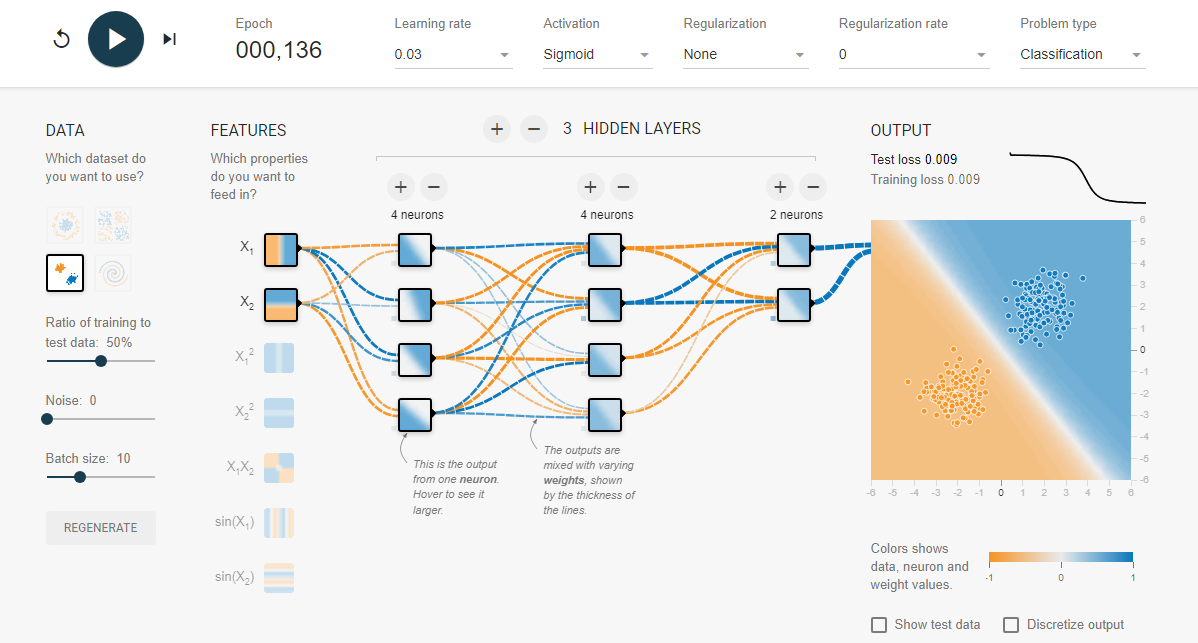 Epoch
000,136
Learning rate
0.03
Activation
Sigmoid
Regularization
None
Regularization rate
0
Problem type
Classification
DATA
Which dataset do
you want to use?
Ratio of training to
test data: 50%
Noise: 0
Batch size: 10
REGENERATE
FEATURES
Which properties
do you want to
feed in?
X1
X2
X1²
X2²
X1X2
sin(X1)
sin(X2)
+ − 3 HIDDEN LAYERS
+ −
4 neurons
+ −
4 neurons
+ −
2 neurons
This is the output
from one neuron.
Hover to see it
larger.
The outputs are
mixed with varying
weights, shown
by the thickness of
the lines.
OUTPUT
Test loss 0.009
Training loss 0.009
6
5
4
3
2
1
0
-1
-2
-3
-4
-5
-6
-6 -5 -4 -3 -2 -1 0 1 2 3 4 5 6
Colors shows
data, neuron and
weight values.
-1 0 1
Show test data
Discretize output